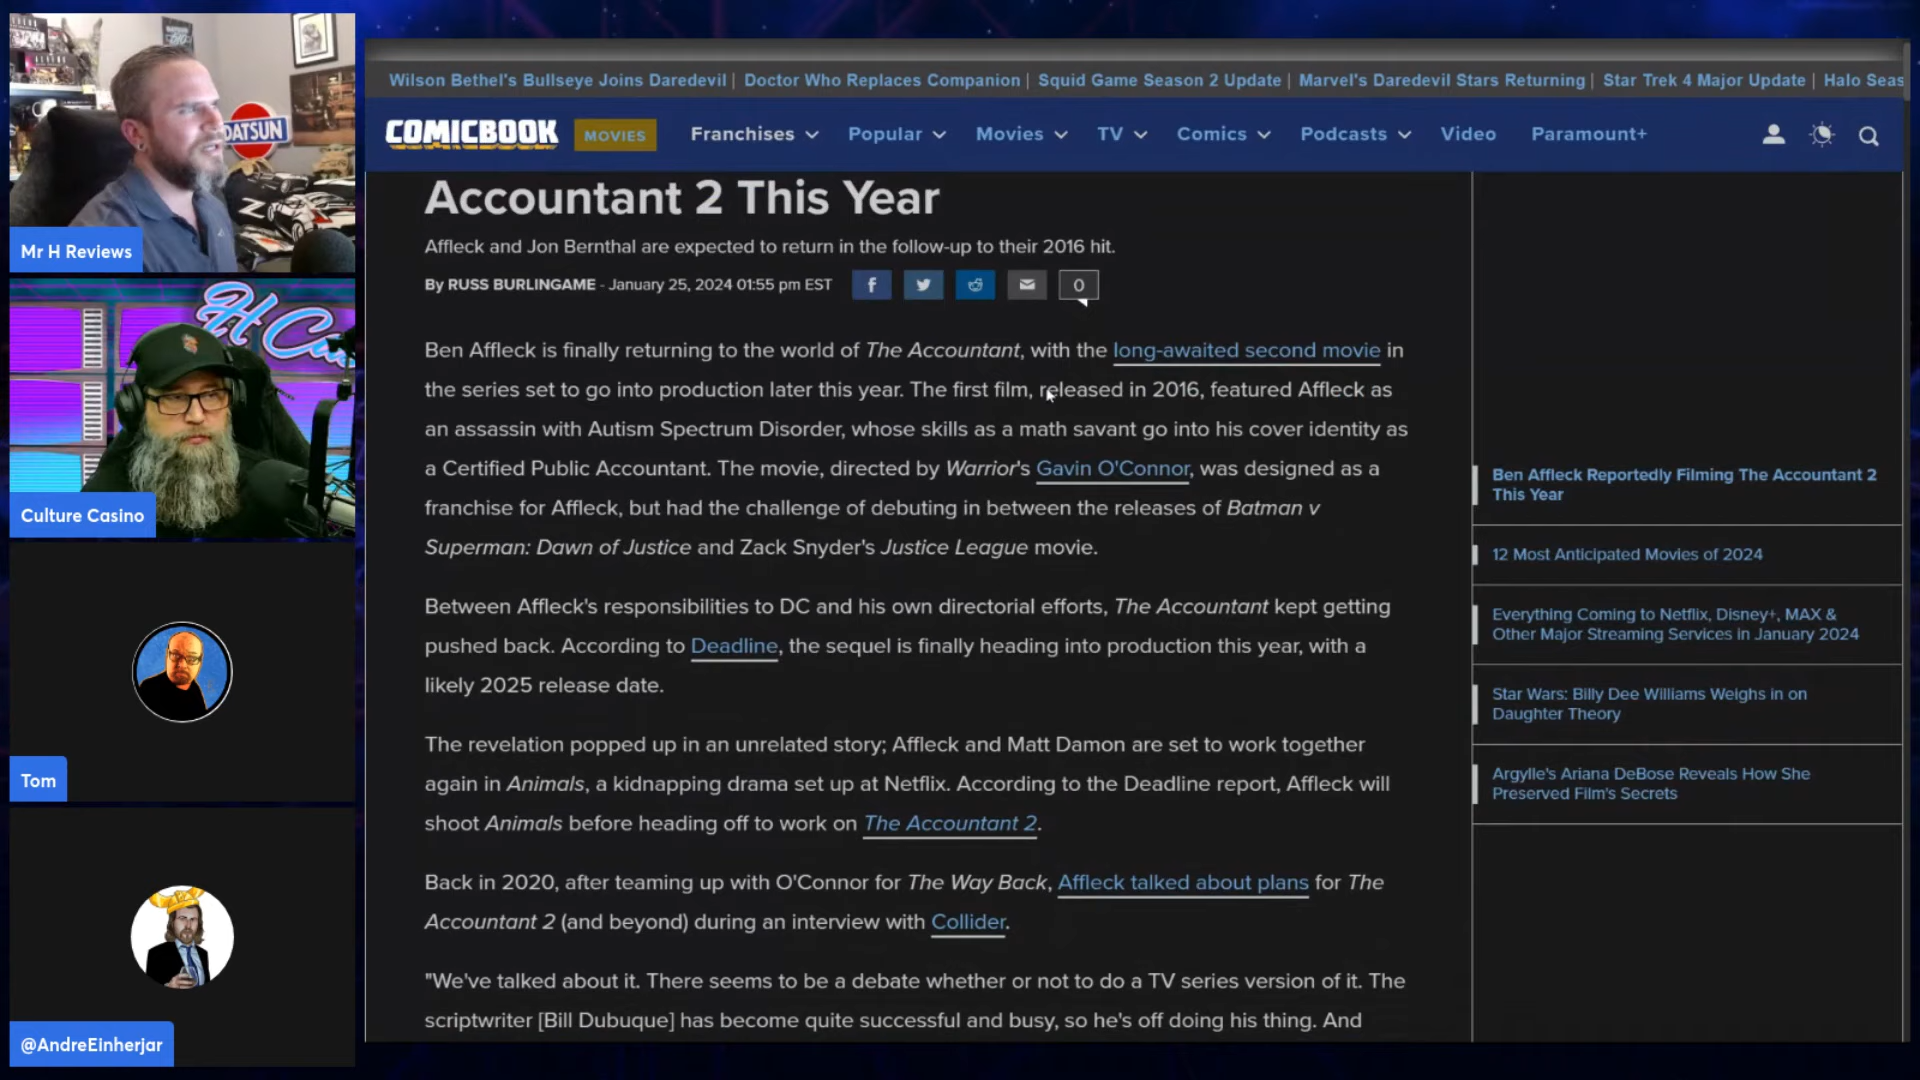 Wilson Bethel's Bullseye Joins Daredevil | Doctor Who Replaces Companion | Squid Game Season 2 Update | Marvel's Daredevil Stars Returning | Star Trek 4 Major Update | Halo Seas
COMICBOOK MOVIES Franchises Popular Movies TV Comics Podcasts Video Paramount+
Accountant 2 This Year
Affleck and Jon Bernthal are expected to return in the follow-up to their 2016 hit.
By RUSS BURLINGAME - January 25, 2024 01:55 pm EST 0
Ben Affleck is finally returning to the world of The Accountant, with the long-awaited second movie in
the series set to go into production later this year. The first film, released in 2016, featured Affleck as
an assassin with Autism Spectrum Disorder, whose skills as a math savant go into his cover identity as
a Certified Public Accountant. The movie, directed by Warrior's Gavin O'Connor, was designed as a
franchise for Affleck, but had the challenge of debuting in between the releases of Batman v
Superman: Dawn of Justice and Zack Snyder's Justice League movie.
Between Affleck's responsibilities to DC and his own directorial efforts, The Accountant kept getting
pushed back. According to Deadline, the sequel is finally heading into production this year, with a
likely 2025 release date.
The revelation popped up in an unrelated story; Affleck and Matt Damon are set to work together
again in Animals, a kidnapping drama set up at Netflix. According to the Deadline report, Affleck will
shoot Animals before heading off to work on The Accountant 2.
Back in 2020, after teaming up with O'Connor for The Way Back, Affleck talked about plans for The
Accountant 2 (and beyond) during an interview with Collider.
"We've talked about it. There seems to be a debate whether or not to do a TV series version of it. The
scriptwriter [Bill Dubuque] has become quite successful and busy, so he's off doing his thing. And
Ben Affleck Reportedly Filming The Accountant 2
This Year
12 Most Anticipated Movies of 2024
Everything Coming to Netflix, Disney+, MAX &
Other Major Streaming Services in January 2024
Star Wars: Billy Dee Williams Weighs in on
Daughter Theory
Argylle's Ariana DeBose Reveals How She
Preserved Film's Secrets
DATSUN
Mr H Reviews
Culture Casino
Tom
@AndreEinherjar